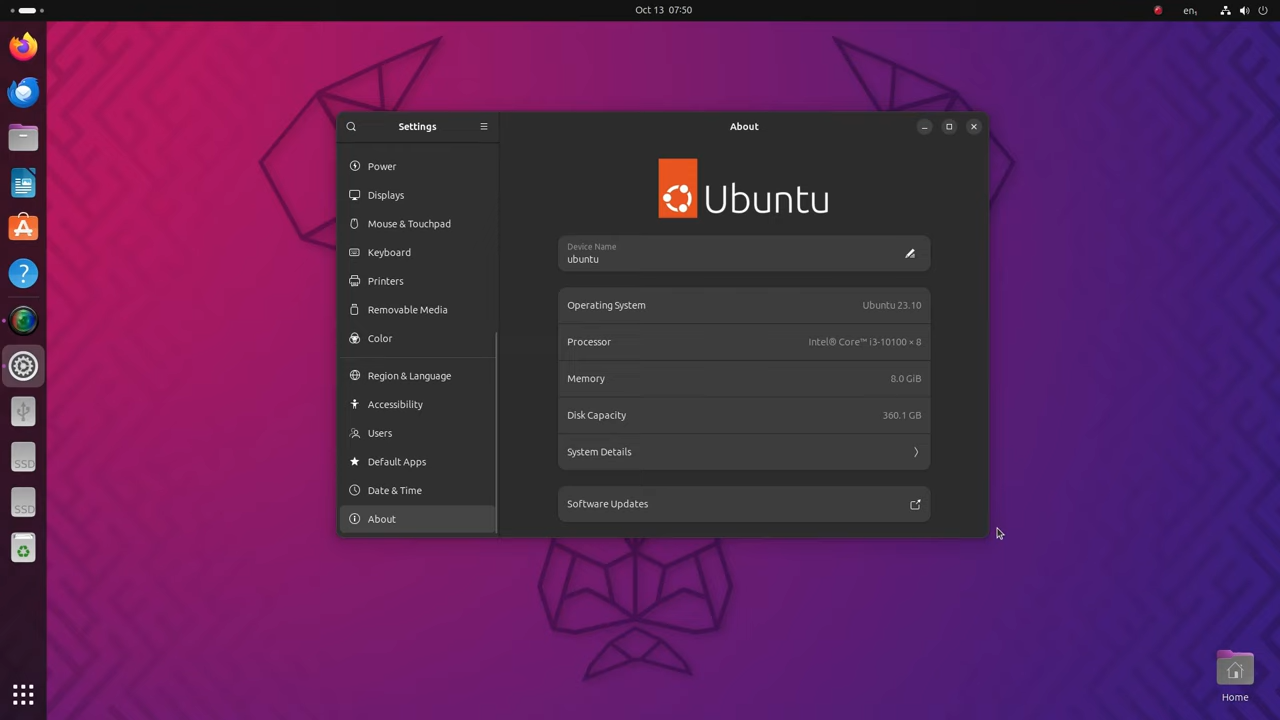 Oct 13 07:50
en₁
Settings
About
Power
Displays
Mouse & Touchpad
Keyboard
Printers
Removable Media
Color
Region & Language
Accessibility
Users
Default Apps
Date & Time
About
Ubuntu
Device Name
ubuntu
Operating System
Ubuntu 23.10
Processor
Intel® Core™ i3-10100 × 8
Memory
8.0 GiB
Disk Capacity
360.1 GB
System Details
Software Updates
SSD
SSD
Home